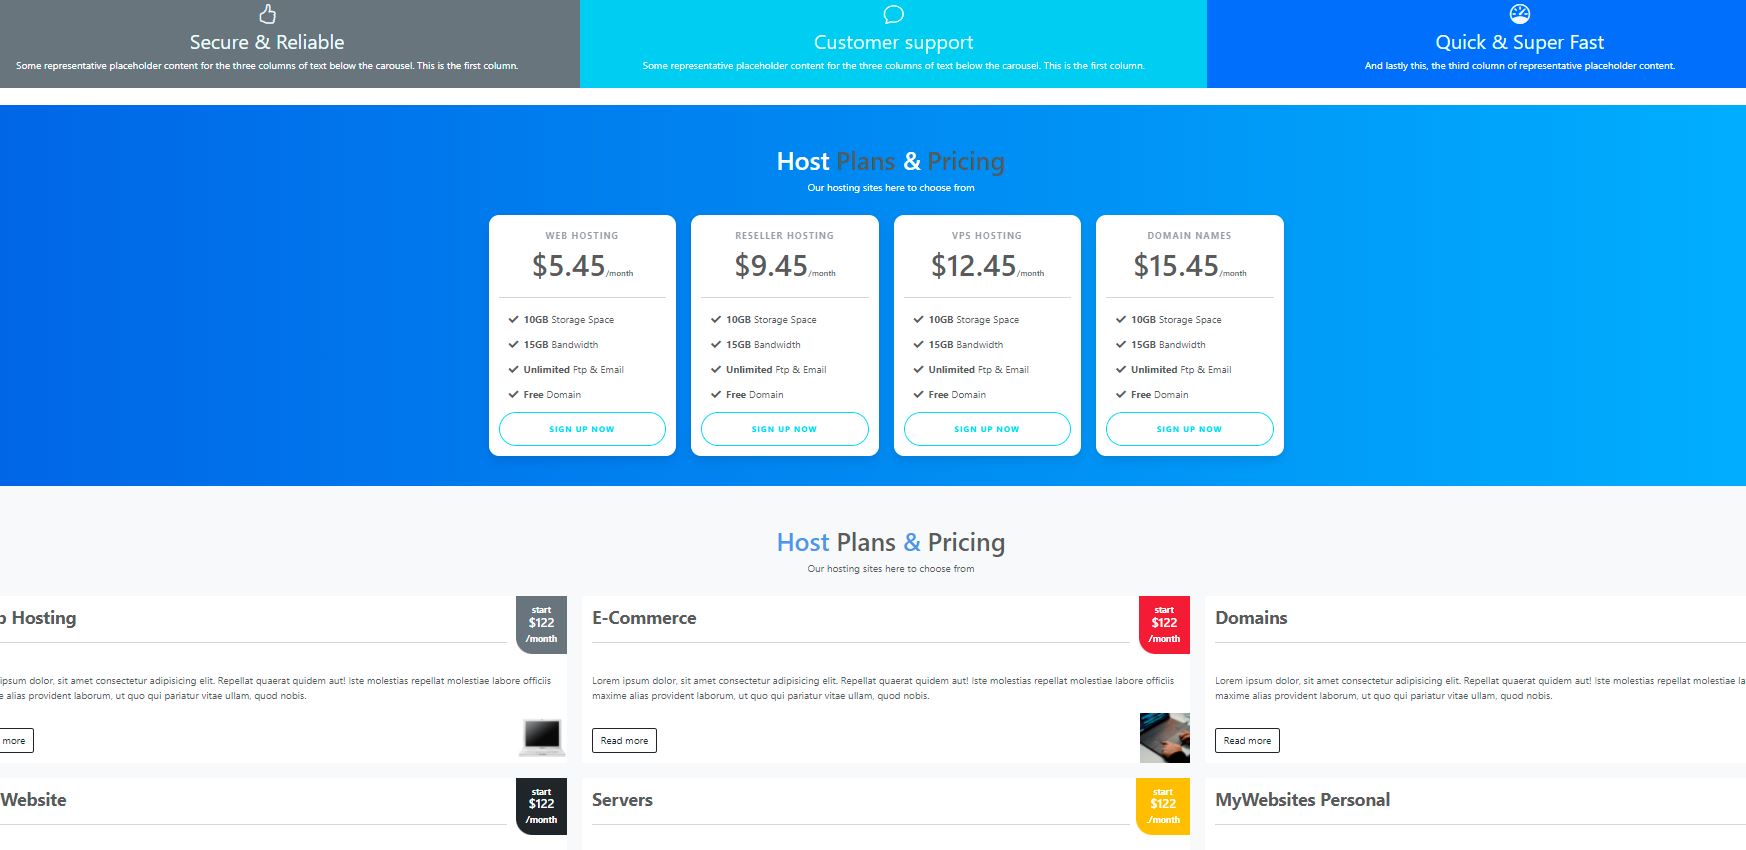 Secure & Reliable
Some representative placeholder content for the three columns of text below the carousel. This is the first column.
Customer support
Some representative placeholder content for the three columns of text below the carousel. This is the first column.
Quick & Super Fast
And lastly this, the third column of representative placeholder content.
Host Plans & Pricing
Our hosting sites here to choose from
WEB HOSTING
$5.45/month
10GB Storage Space
15GB Bandwidth
Unlimited Ftp & Email
Free Domain
SIGN UP NOW
RESELLER HOSTING
$9.45/month
10GB Storage Space
15GB Bandwidth
Unlimited Ftp & Email
Free Domain
SIGN UP NOW
VPS HOSTING
$12.45/month
10GB Storage Space
15GB Bandwidth
Unlimited Ftp & Email
Free Domain
SIGN UP NOW
DOMAIN NAMES
$15.45/month
10GB Storage Space
15GB Bandwidth
Unlimited Ftp & Email
Free Domain
SIGN UP NOW
Host Plans & Pricing
Our hosting sites here to choose from
Hosting
start
$122
/month
ipsum dolor, sit amet consectetur adipisicing elit. Repellat quaerat quidem aut! Iste molestias repellat molestiae labore officiis
alias provident laborum, ut quo qui pariatur vitae ullam, quod nobis.
more
E-Commerce
start
$122
/month
Lorem ipsum dolor, sit amet consectetur adipisicing elit. Repellat quaerat quidem aut! Iste molestias repellat molestiae labore officiis
maxime alias provident laborum, ut quo qui pariatur vitae ullam, quod nobis.
Read more
Domains
Lorem ipsum dolor, sit amet consectetur adipisicing elit. Repellat quaerat quidem aut! Iste molestias repellat molestiae la
maxime alias provident laborum, ut quo qui pariatur vitae ullam, quod nobis.
Read more
Website
start
$122
/month
Servers
start
$122
./month
MyWebsites Personal